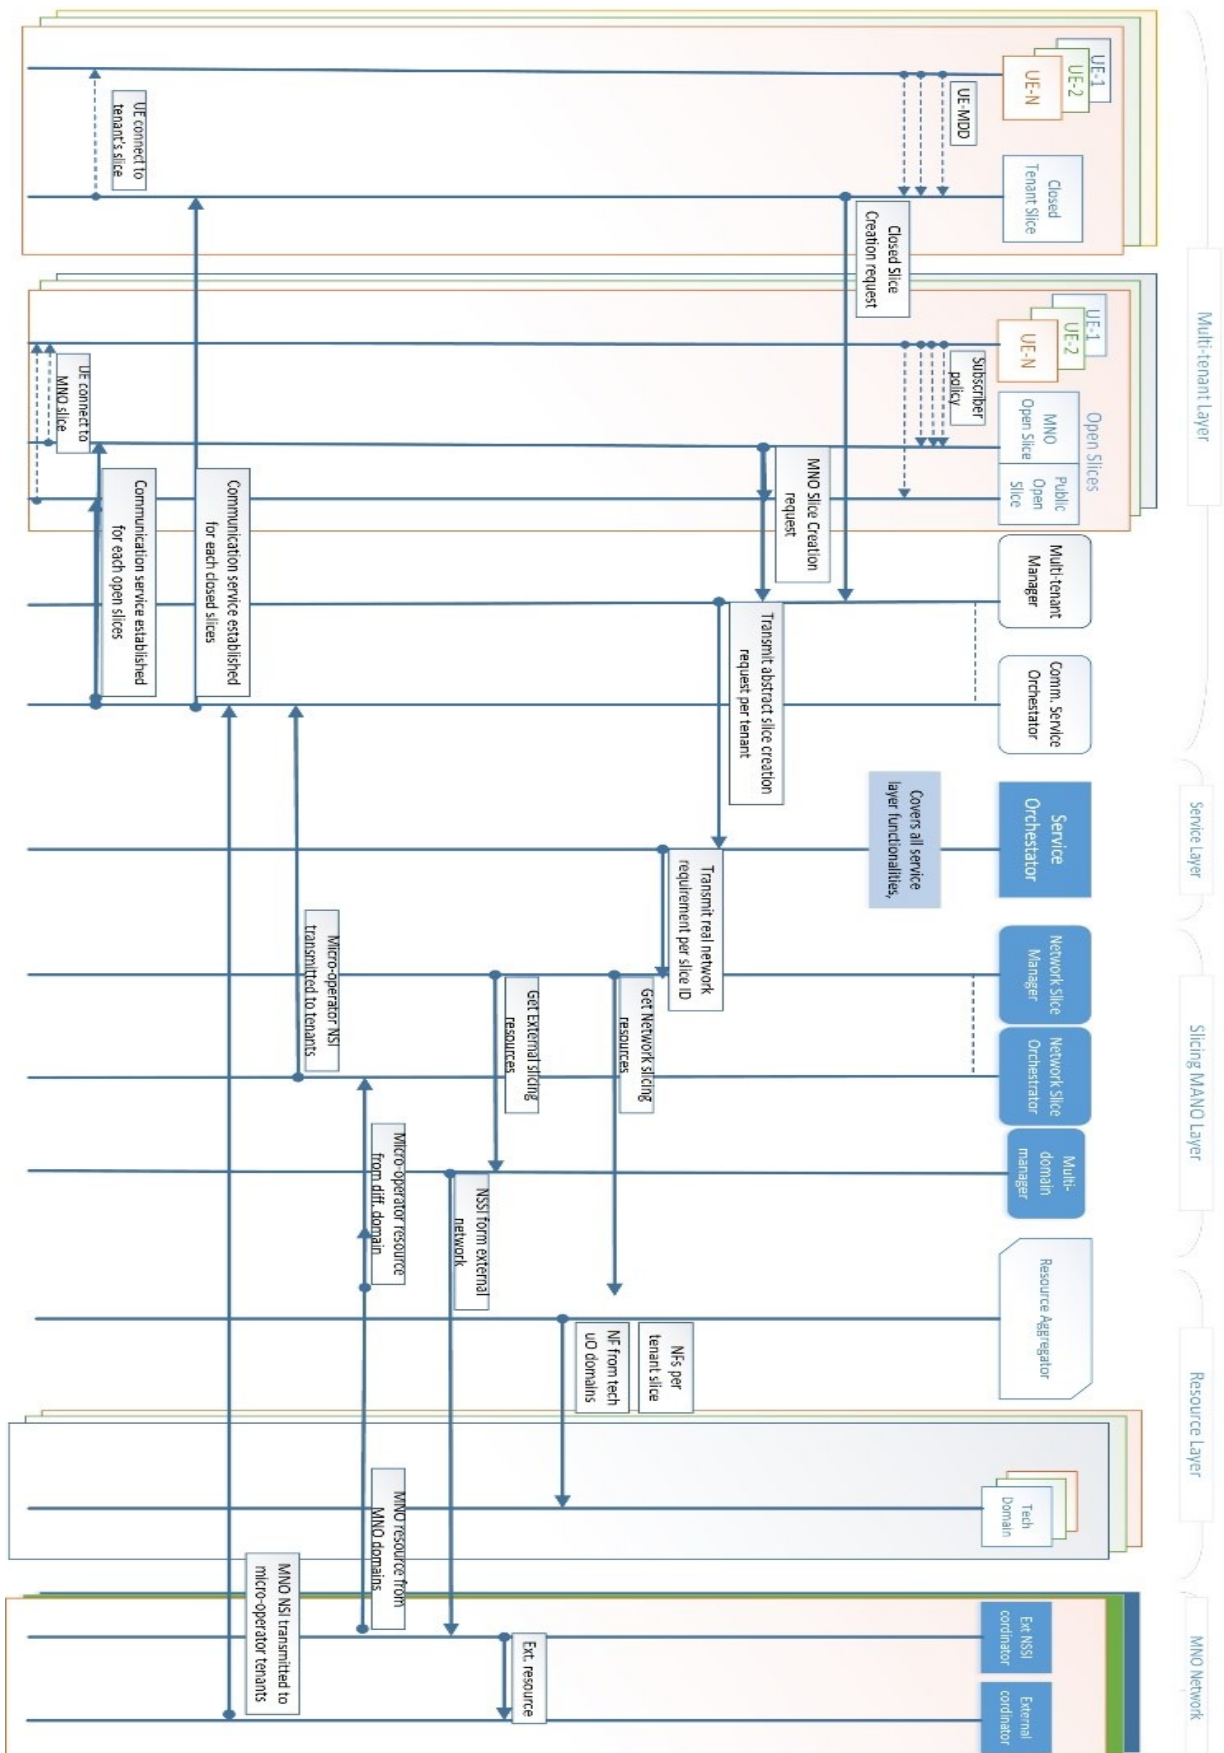 Multi-tenant Layer
Service Layer
Slicing MANO Layer
Resource Layer
MNO Network
UE-1
UE-2
UE-N
Closed
Tenant Slice
UE-1
UE-2
UE-N
Open Slices
MNO
Open Slice
Public
Open
Slice
Multi-tenant
Manager
Comm. Service
Orchestator
Service
Orchestator
Network Slice
Manager
Network Slice
Orchetrator
Multi-
domain
manager
Resource Aggregator
Tech
Domain
Ext NSSI
cordinator
External
cordinator
UE-MDD
Subscriber
policy
Covers all service
layer functionalities,
Closed Slice
Creation request
MNO Slice Creation
request
Transmit abstract slice creation
request per tenant
Transmit real network
requirement per slice ID
Get Network slicing
resources
NFs per
tenant slice
NF from tech
uO domains
Get External slicing
resources
Ext. resource
NSSI form external
network
Micro-operator resource
from diff. domain
MNO resource from
MNO domains
Micro-operator NSI
transmitted to tenants
MNO NSI transmitted to
micro-operator tenants
Communication service established
for each closed slices
Communication service established
for each open slices
UE connect to
tenant's slice
UE connect to
MNO slice